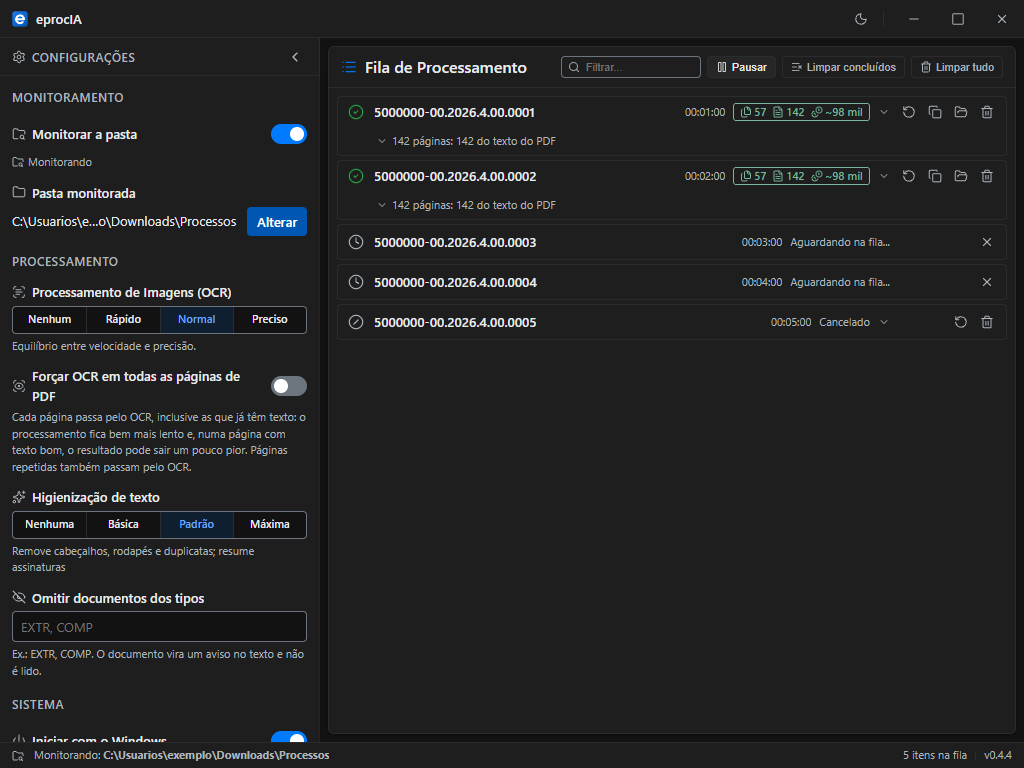 eprocIA
CONFIGURAÇÕES
MONITORAMENTO
Monitorar a pasta
Monitorando
Pasta monitorada
C:\Usuarios\e...o\Downloads\Processos
Alterar
PROCESSAMENTO
Processamento de Imagens (OCR)
Nenhum Rápido Normal Preciso
Equilíbrio entre velocidade e precisão.
Forçar OCR em todas as páginas de
PDF
Cada página passa pelo OCR, inclusive as que já têm texto: o
processamento fica bem mais lento e, numa página com
texto bom, o resultado pode sair um pouco pior. Páginas
repetidas também passam pelo OCR.
Higienização de texto
Nenhuma Básica Padrão Máxima
Remove cabeçalhos, rodapés e duplicatas; resume
assinaturas
Omitir documentos dos tipos
EXTR, COMP
Ex.: EXTR, COMP. O documento vira um aviso no texto e não
é lido.
SISTEMA
Iniciar com o Windows
Fila de Processamento
Filtrar...
Pausar
Limpar concluídos
Limpar tudo
5000000-00.2026.4.00.0001 00:01:00 57 142 ~98 mil
142 páginas: 142 do texto do PDF
5000000-00.2026.4.00.0002 00:02:00 57 142 ~98 mil
142 páginas: 142 do texto do PDF
5000000-00.2026.4.00.0003 00:03:00 Aguardando na fila...
5000000-00.2026.4.00.0004 00:04:00 Aguardando na fila...
5000000-00.2026.4.00.0005 00:05:00 Cancelado
Monitorando: C:\Usuarios\exemplo\Downloads\Processos
5 itens na fila v0.4.4